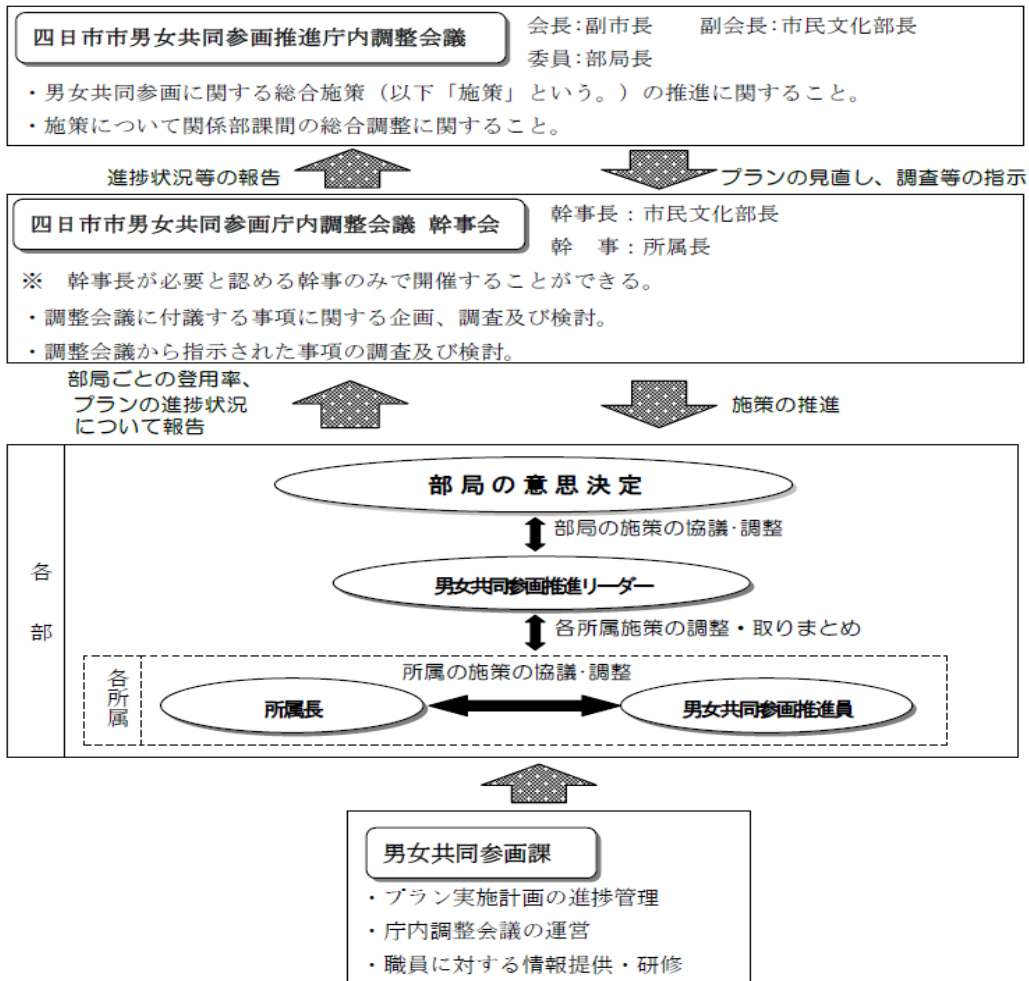 四日市市男女共同参画推進庁内調整会議
会長：副市長　　副会長：市民文化部長
委員：部局長
・男女共同参画に関する総合施策（以下「施策」という。）の推進に関すること。
・施策について関係部課間の総合調整に関すること。
進捗状況等の報告
プランの見直し、調査等の指示
四日市市男女共同参画庁内調整会議 幹事会
幹事長：市民文化部長
幹　事：所属長
※　幹事長が必要と認める幹事のみで開催することができる。
・調整会議に付議する事項に関する企画、調査及び検討。
・調整会議から指示された事項の調査及び検討。
部局ごとの登用率、
プランの進捗状況
について報告
施策の推進
各部
部局の意思決定
部局の施策の協議・調整
男女共同参画推進リーダー
各所属施策の調整・取りまとめ
各所属
所属の施策の協議・調整
所属長
男女共同参画推進員
男女共同参画課
・プラン実施計画の進捗管理
・庁内調整会議の運営
・職員に対する情報提供・研修